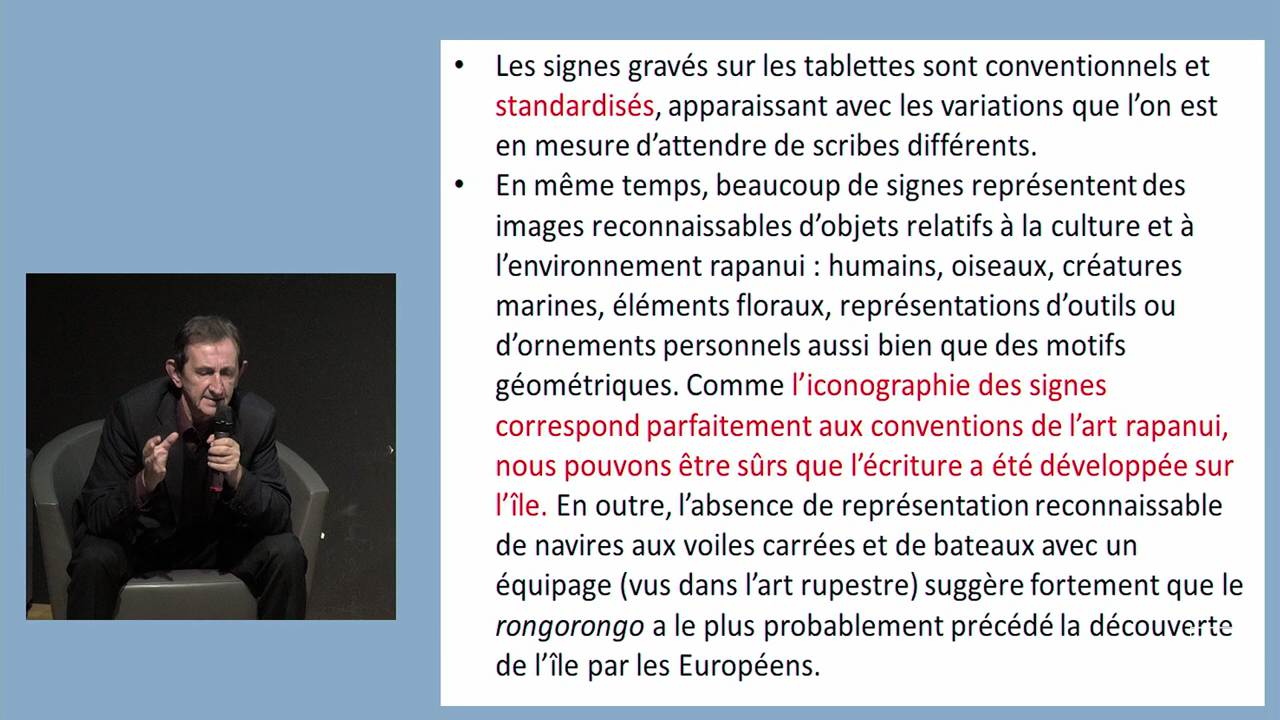 • Les signes gravés sur les tablettes sont conventionnels et
standardisés, apparaissant avec les variations que l’on est
en mesure d’attendre de scribes différents.
• En même temps, beaucoup de signes représentent des
images reconnaissables d’objets relatifs à la culture et à
l’environnement rapanui : humains, oiseaux, créatures
marines, éléments floraux, représentations d’outils ou
d’ornements personnels aussi bien que des motifs
géométriques. Comme l’iconographie des signes
correspond parfaitement aux conventions de l’art rapanui,
nous pouvons être sûrs que l’écriture a été développée sur
l’île. En outre, l’absence de représentation reconnaissable
de navires aux voiles carrées et de bateaux avec un
équipage (vus dans l’art rupestre) suggère fortement que le
rongorongo a le plus probablement précédé la découverte
de l’île par les Européens.